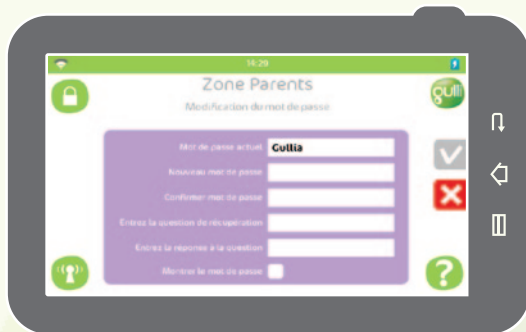 14:29
Zone Parents
gulli
Modification du mot de passe
Mot de passe actuel Gullia
Nouveau mot de passe
Confirmer mot de passe
Entrez la question de récupération
Entrez la réponse à la question
Montrer le mot de passe
?